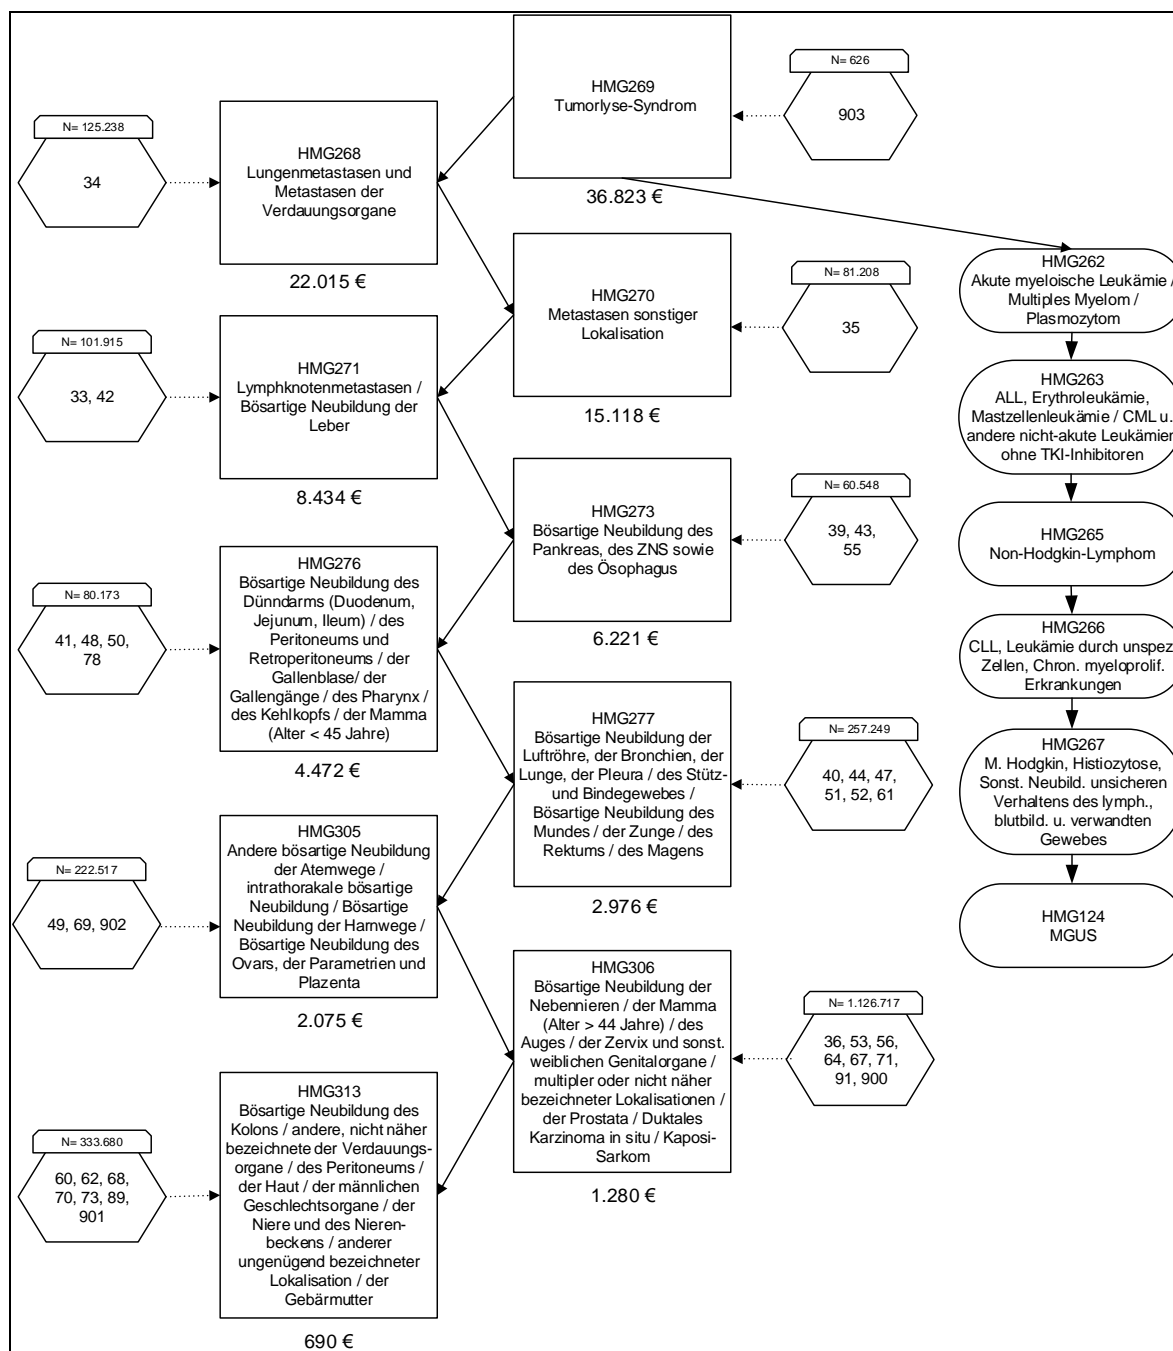 N= 626
903
HMG269
Tumorlyse-Syndrom
36.823 €
N= 125.238
34
HMG268
Lungenmetastasen und
Metastasen der
Verdauungsorgane
22.015 €
N= 81.208
35
HMG270
Metastasen sonstiger
Lokalisation
15.118 €
N= 101.915
33, 42
HMG271
Lymphknotenmetastasen /
Bösartige Neubildung der
Leber
8.434 €
N= 60.548
39, 43,
55
HMG273
Bösartige Neubildung des
Pankreas, des ZNS sowie
des Ösophagus
6.221 €
N= 80.173
41, 48, 50,
78
HMG276
Bösartige Neubildung des
Dünndarms (Duodenum,
Jejunum, Ileum) / des
Peritoneums und
Retroperitoneums / der
Gallenblase/ der
Gallengänge / des Pharynx /
des Kehlkopfs / der Mamma
(Alter < 45 Jahre)
4.472 €
N= 257.249
40, 44, 47,
51, 52, 61
HMG277
Bösartige Neubildung der
Luftröhre, der Bronchien, der
Lunge, der Pleura / des Stütz-
und Bindegewebes /
Bösartige Neubildung des
Mundes / der Zunge / des
Rektums / des Magens
2.976 €
N= 222.517
49, 69, 902
HMG305
Andere bösartige Neubildung
der Atemwege /
intrathorakale bösartige
Neubildung / Bösartige
Neubildung der Harnwege /
Bösartige Neubildung des
Ovars, der Parametrien und
Plazenta
2.075 €
N= 1.126.717
36, 53, 56,
64, 67, 71,
91, 900
HMG306
Bösartige Neubildung der
Nebennieren / der Mamma
(Alter > 44 Jahre) / des
Auges / der Zervix und sonst.
weiblichen Genitalorgane /
multipler oder nicht näher
bezeichneter Lokalisationen /
der Prostata / Duktales
Karzinoma in situ / Kaposi-
Sarkom
1.280 €
N= 333.680
60, 62, 68,
70, 73, 89,
901
HMG313
Bösartige Neubildung des
Kolons / andere, nicht näher
bezeichnete der Verdauungs-
organe / des Peritoneums /
der Haut / der männlichen
Geschlechtsorgane / der
Niere und des Nieren-
beckens / anderer
ungenügend bezeichneter
Lokalisation / der
Gebärmutter
690 €
HMG262
Akute myeloische Leukämie /
Multiples Myelom /
Plasmozytom
HMG263
ALL, Erythroleukämie,
Mastzellenleukämie / CML u.
andere nicht-akute Leukämien
ohne TKI-Inhibitoren
HMG265
Non-Hodgkin-Lymphom
HMG266
CLL, Leukämie durch unspez.
Zellen, Chron. myeloprolif.
Erkrankungen
HMG267
M. Hodgkin, Histiozytose,
Sonst. Neubild. unsicheren
Verhaltens des lymph.,
blutbild. u. verwandten
Gewebes
HMG124
MGUS